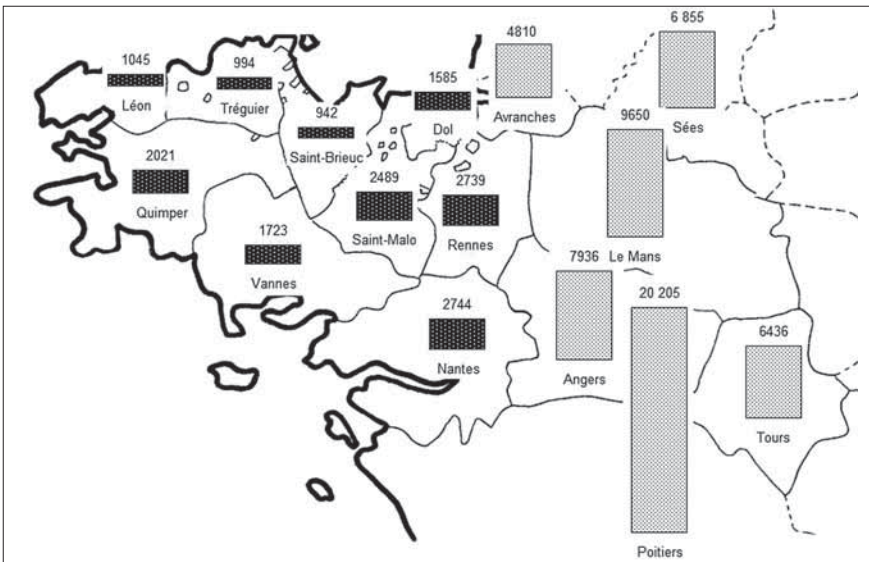 4810
Avranches
6 855
Sées
1045
Léon
994
Tréguier
942
Saint-Brieuc
1585
Dol
9650
Le Mans
2021
Quimper
2489
Saint-Malo
2739
Rennes
1723
Vannes
2744
Nantes
7936
Angers
20 205
Poitiers
6436
Tours